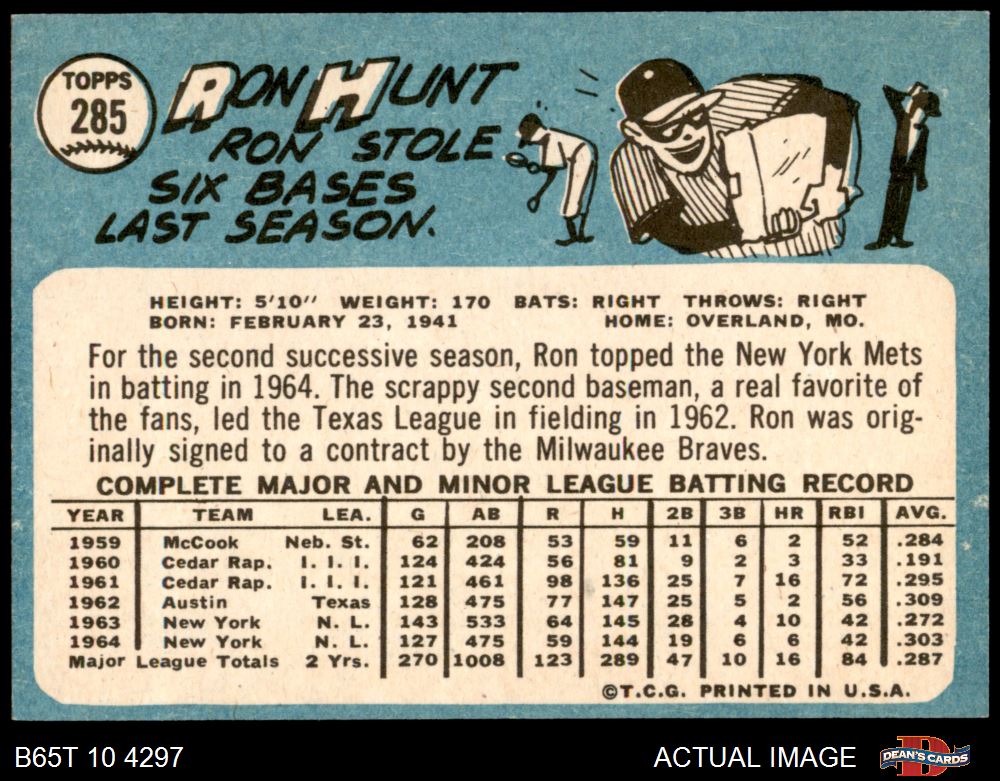 TOPPS
285
RON HUNT
RON STOLE
SIX BASES
LAST SEASON.
HEIGHT: 5'10" WEIGHT: 170 BATS: RIGHT THROWS: RIGHT
BORN: FEBRUARY 23, 1941 HOME: OVERLAND, MO.
For the second successive season, Ron topped the New York Mets
in batting in 1964. The scrappy second baseman, a real favorite of
the fans, led the Texas League in fielding in 1962. Ron was orig-
inally signed to a contract by the Milwaukee Braves.
COMPLETE MAJOR AND MINOR LEAGUE BATTING RECORD
YEAR TEAM LEA. G AB R H 2B 3B HR RBI AVG.
1959 McCook Neb. St. 62 208 53 59 11 6 2 52 .284
1960 Cedar Rap. I. I. I. 124 424 56 81 9 2 3 33 .191
1961 Cedar Rap. I. I. I. 121 461 98 136 25 7 16 72 .295
1962 Austin Texas 128 475 77 147 25 5 2 56 .309
1963 New York N. L. 143 533 64 145 28 4 10 42 .272
1964 New York N. L. 127 475 59 144 19 6 6 42 .303
Major League Totals 2 Yrs. 270 1008 123 289 47 10 16 84 .287
©T.C.G. PRINTED IN U.S.A.
B65T 10 4297 ACTUAL IMAGE DEAN'S CARDS